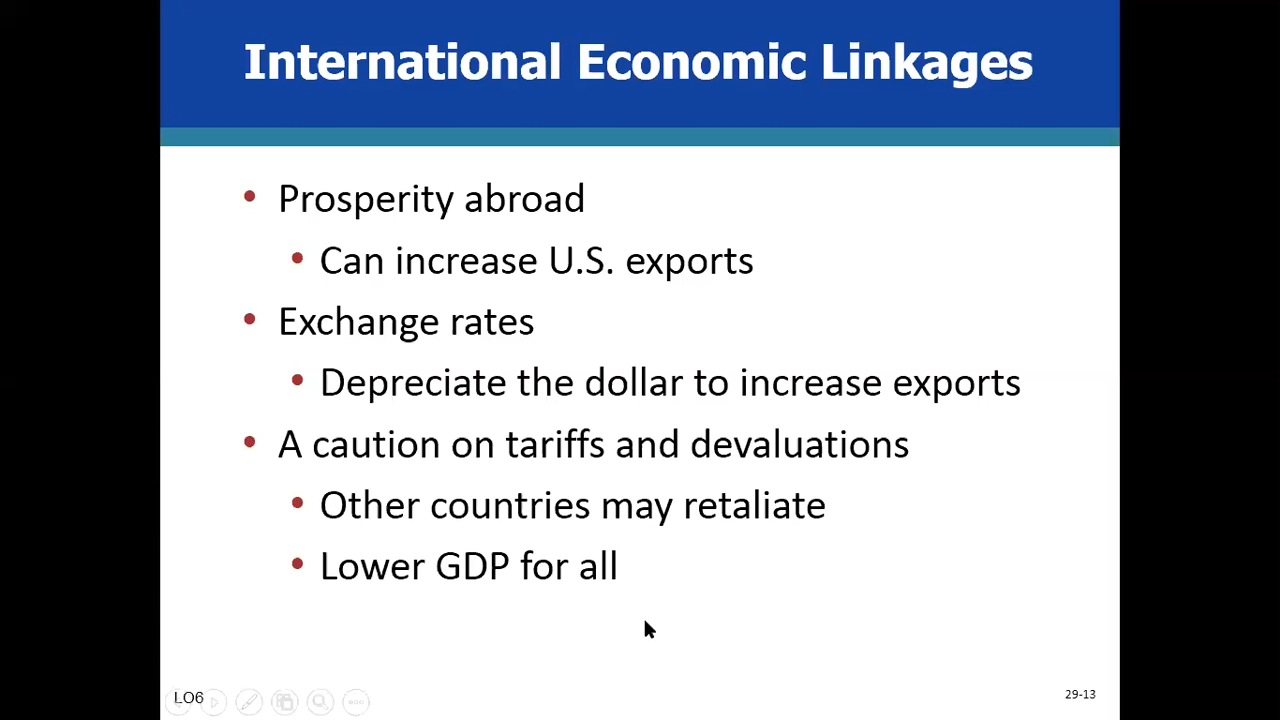 International Economic Linkages
• Prosperity abroad
• Can increase U.S. exports
• Exchange rates
• Depreciate the dollar to increase exports
• A caution on tariffs and devaluations
• Other countries may retaliate
• Lower GDP for all
LO6
29-13